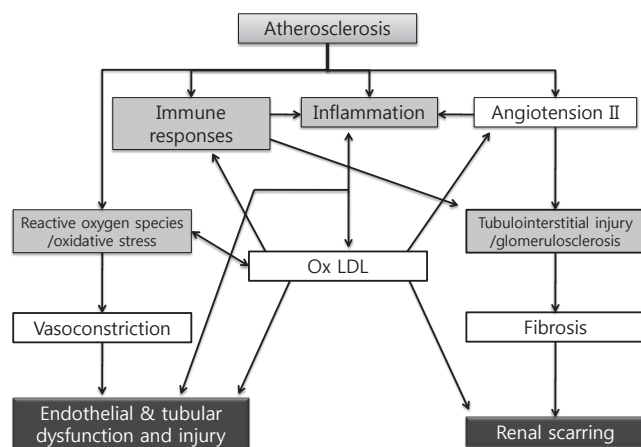 Atherosclerosis
Immune
responses
Inflammation
Angiotension II
Reactive oxygen species
/oxidative stress
Tubulointerstitial injury
/glomerulosclerosis
Ox LDL
Vasoconstriction
Fibrosis
Endothelial & tubular
dysfunction and injury
Renal scarring